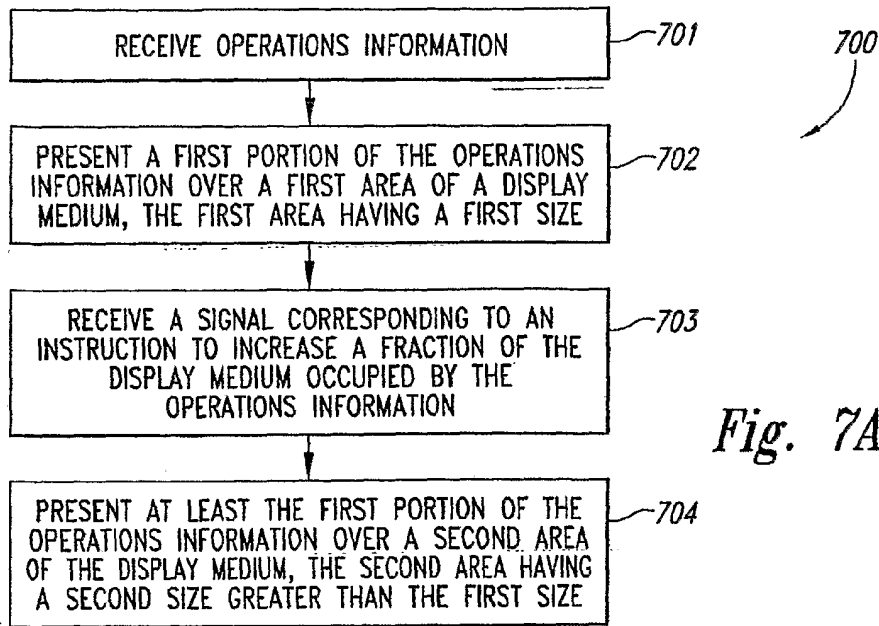 RECEIVE OPERATIONS INFORMATION
701
700
PRESENT A FIRST PORTION OF THE OPERATIONS
INFORMATION OVER A FIRST AREA OF A DISPLAY
MEDIUM, THE FIRST AREA HAVING A FIRST SIZE
702
RECEIVE A SIGNAL CORRESPONDING TO AN
INSTRUCTION TO INCREASE A FRACTION OF THE
DISPLAY MEDIUM OCCUPIED BY THE
OPERATIONS INFORMATION
703
Fig. 7A
PRESENT AT LEAST THE FIRST PORTION OF THE
OPERATIONS INFORMATION OVER A SECOND AREA
OF THE DISPLAY MEDIUM, THE SECOND AREA HAVING
A SECOND SIZE GREATER THAN THE FIRST SIZE
704